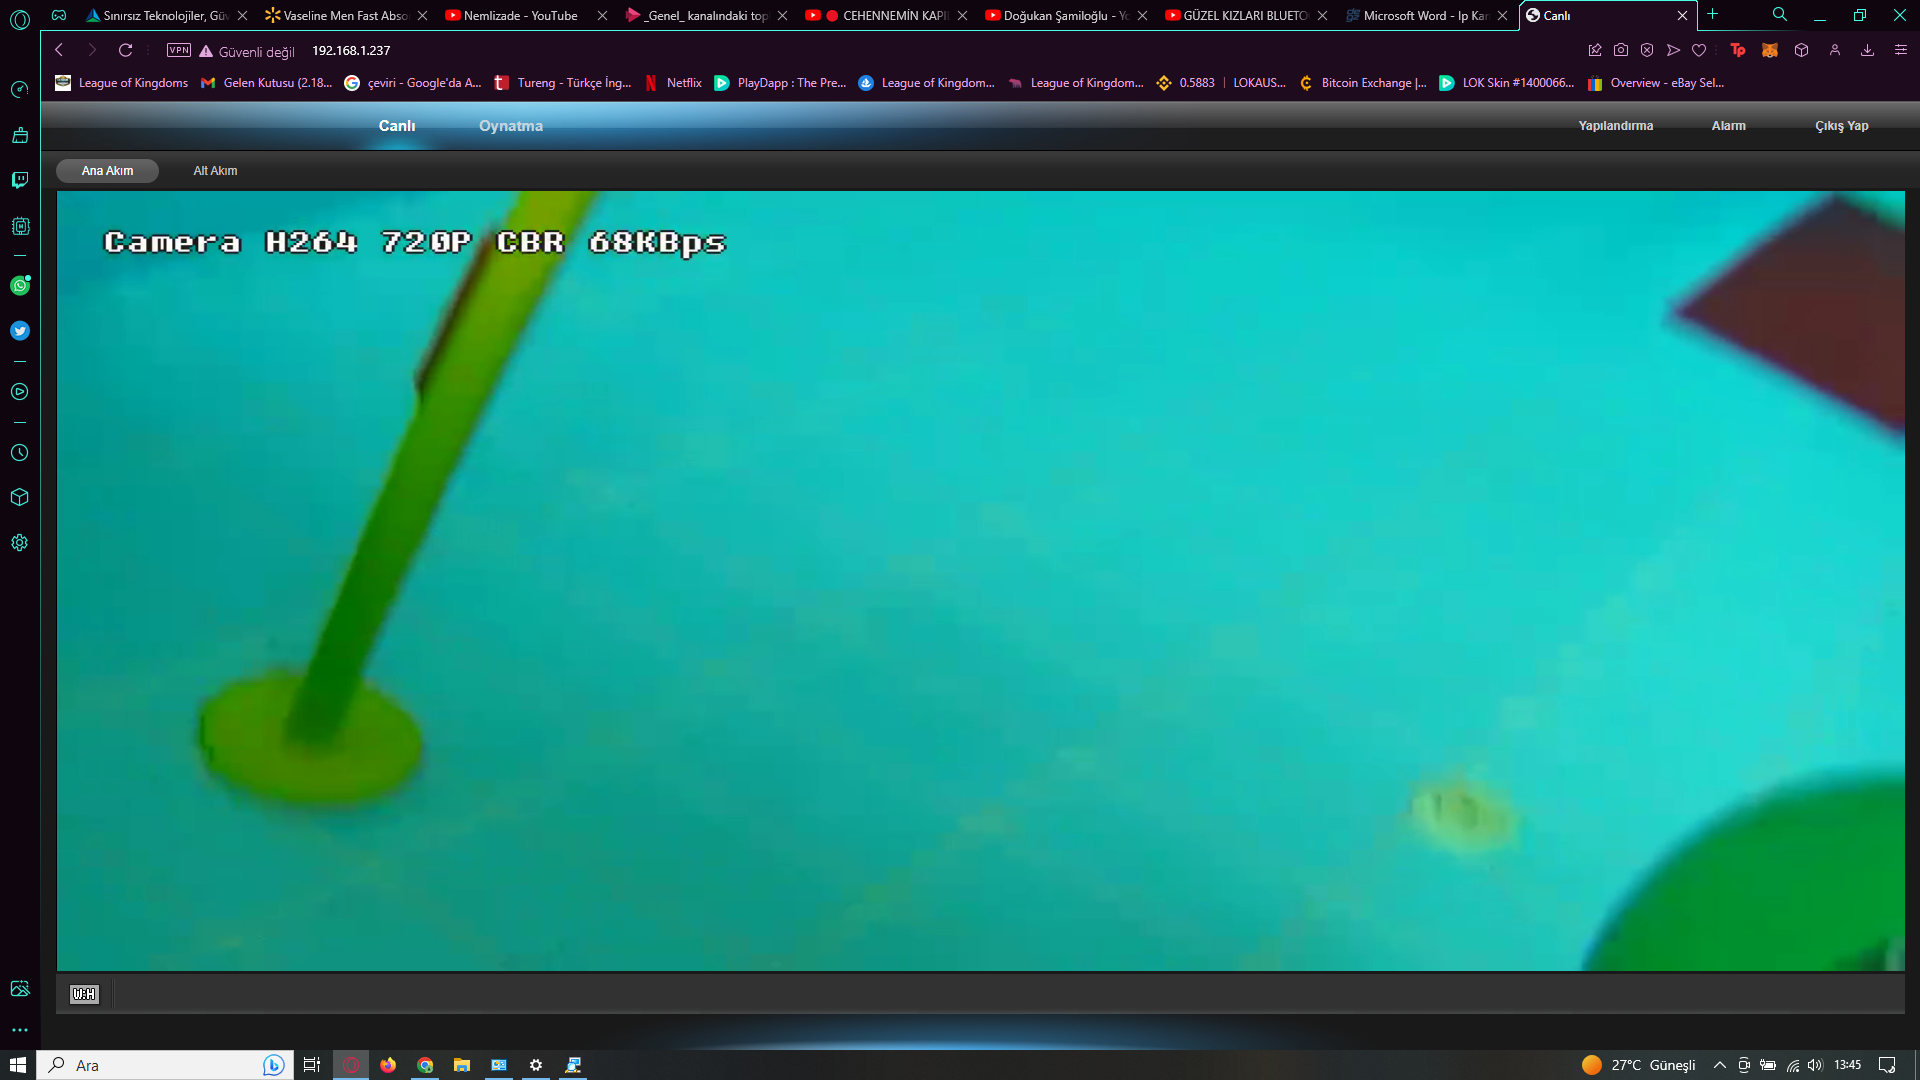 Sınırsız Teknolojiler, Güv
Vaseline Men Fast Abso
Nemlizade - YouTube
_Genel_ kanalındaki top
CEHENNEMİN KAPI
Doğukan Şamiloğlu - Yo
GÜZEL KIZLARI BLUETO
Microsoft Word - Ip Kam
Canlı
VPN
Güvenli değil
192.168.1.237
League of Kingdoms
Gelen Kutusu (2.18...
çeviri - Google'da A...
Tureng - Türkçe İng...
Netflix
PlayDapp : The Pre...
League of Kingdom...
League of Kingdom...
0.5883 | LOKAUS...
Bitcoin Exchange |...
LOK Skin #1400066...
Overview - eBay Sel...
Canlı
Oynatma
Yapılandırma
Alarm
Çıkış Yap
Ana Akım
Alt Akım
Camera H264 720P CBR 68KBps
W:H
Ara
27°C Güneşli
13:45